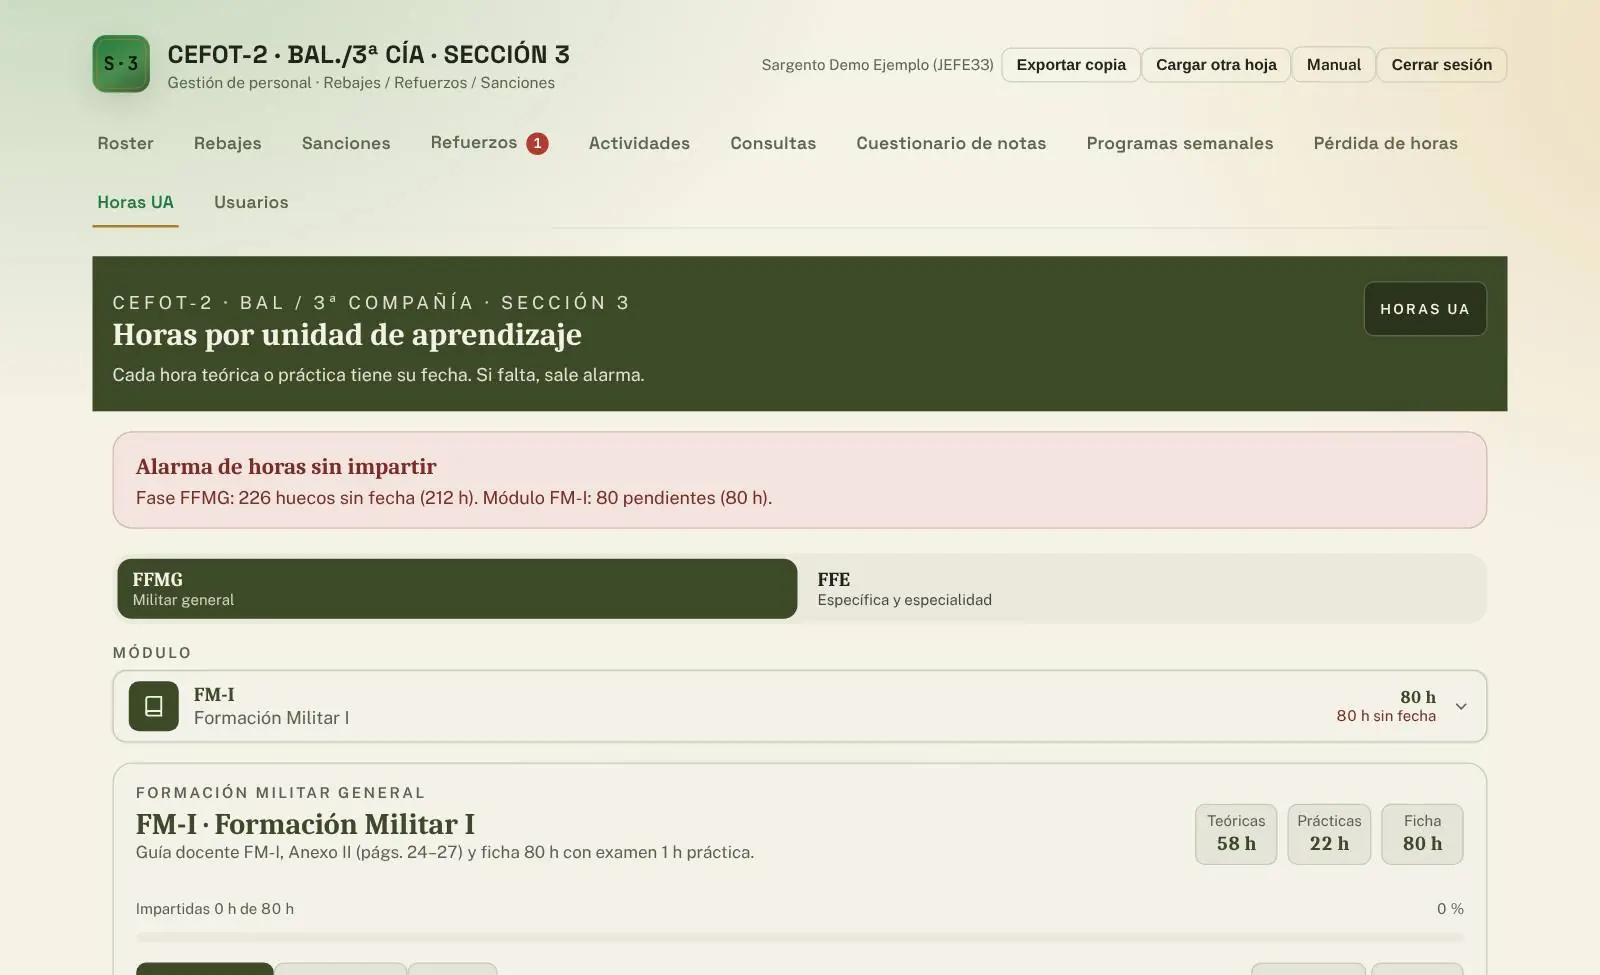 S·3
CEFOT-2 · BAL./3ª CÍA · SECCIÓN 3
Gestión de personal · Rebajes / Refuerzos / Sanciones
Sargento Demo Ejemplo (JEFE33)
Exportar copia
Cargar otra hoja
Manual
Cerrar sesión
Roster
Rebajes
Sanciones
Refuerzos 1
Actividades
Consultas
Cuestionario de notas
Programas semanales
Pérdida de horas
Horas UA
Usuarios
CEFOT-2 · BAL / 3ª COMPAÑÍA · SECCIÓN 3
Horas por unidad de aprendizaje
Cada hora teórica o práctica tiene su fecha. Si falta, sale alarma.
HORAS UA
Alarma de horas sin impartir
Fase FFMG: 226 huecos sin fecha (212 h). Módulo FM-I: 80 pendientes (80 h).
FFMG
Militar general
FFE
Específica y especialidad
MÓDULO
FM-I
Formación Militar I
80 h
80 h sin fecha
FORMACIÓN MILITAR GENERAL
FM-I · Formación Militar I
Guía docente FM-I, Anexo II (págs. 24–27) y ficha 80 h con examen 1 h práctica.
Teóricas
58 h
Prácticas
22 h
Ficha
80 h
Impartidas 0 h de 80 h
0 %